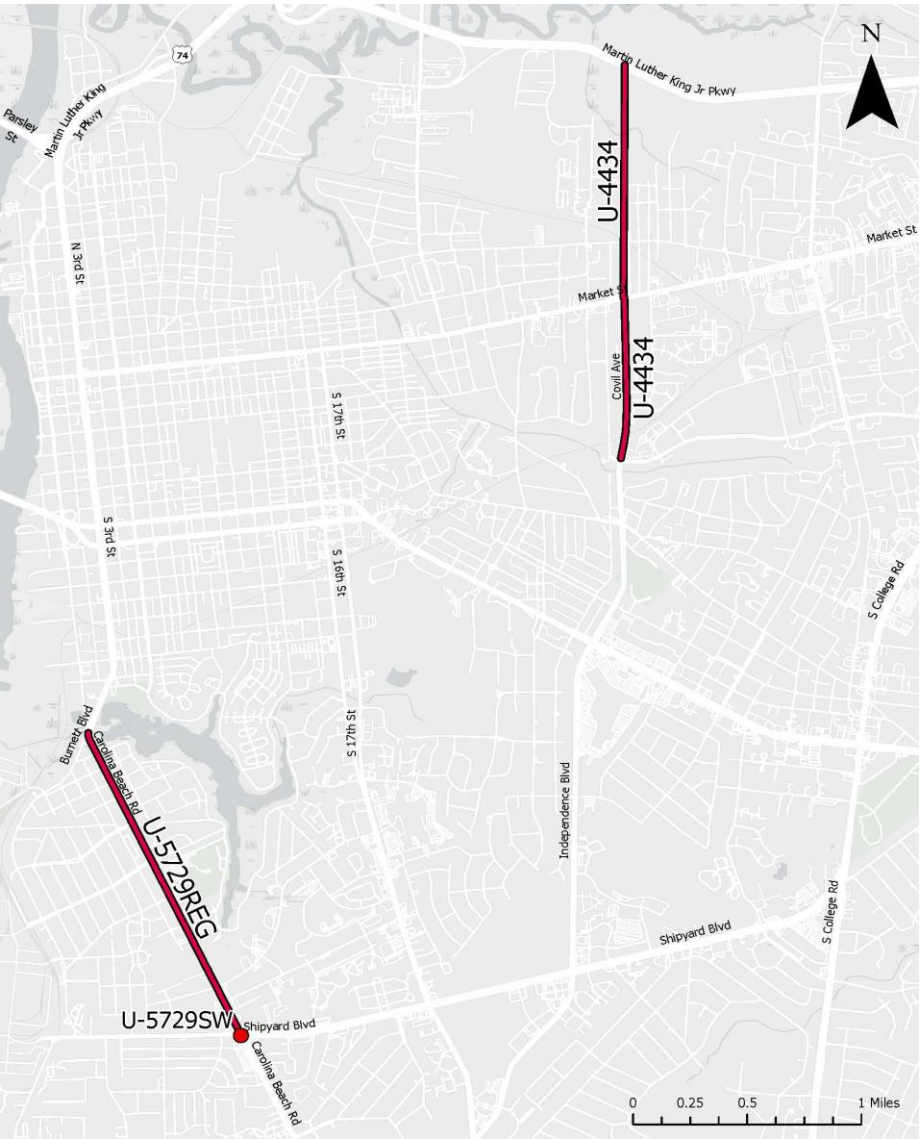 N
74
Martin Luther King Jr Pkwy
Parsley
St
Martin Luther King
Jr Pkwy
U-4434
N 3rd St
Market St
Market S
Covil Ave
U-4434
S 17th St
S 3rd St
S 16th St
S College Rd
Burnett Blvd
Carolina Beach Rd
S 17th St
Independence Blvd
U-5729REG
S College Rd
Shipyard Blvd
U-5729SW
Shipyard Blvd
Carolina Beach Rd
0 0.25 0.5 1 Miles